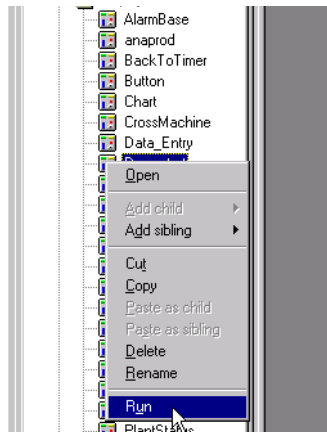 AlarmBase
anaprod
BackToTimer
Button
Chart
CrossMachine
Data_Entry
Open
Add child
Add sibling
Cut
Copy
Paste as child
Paste as sibling
Delete
Rename
Run
PlantStatus